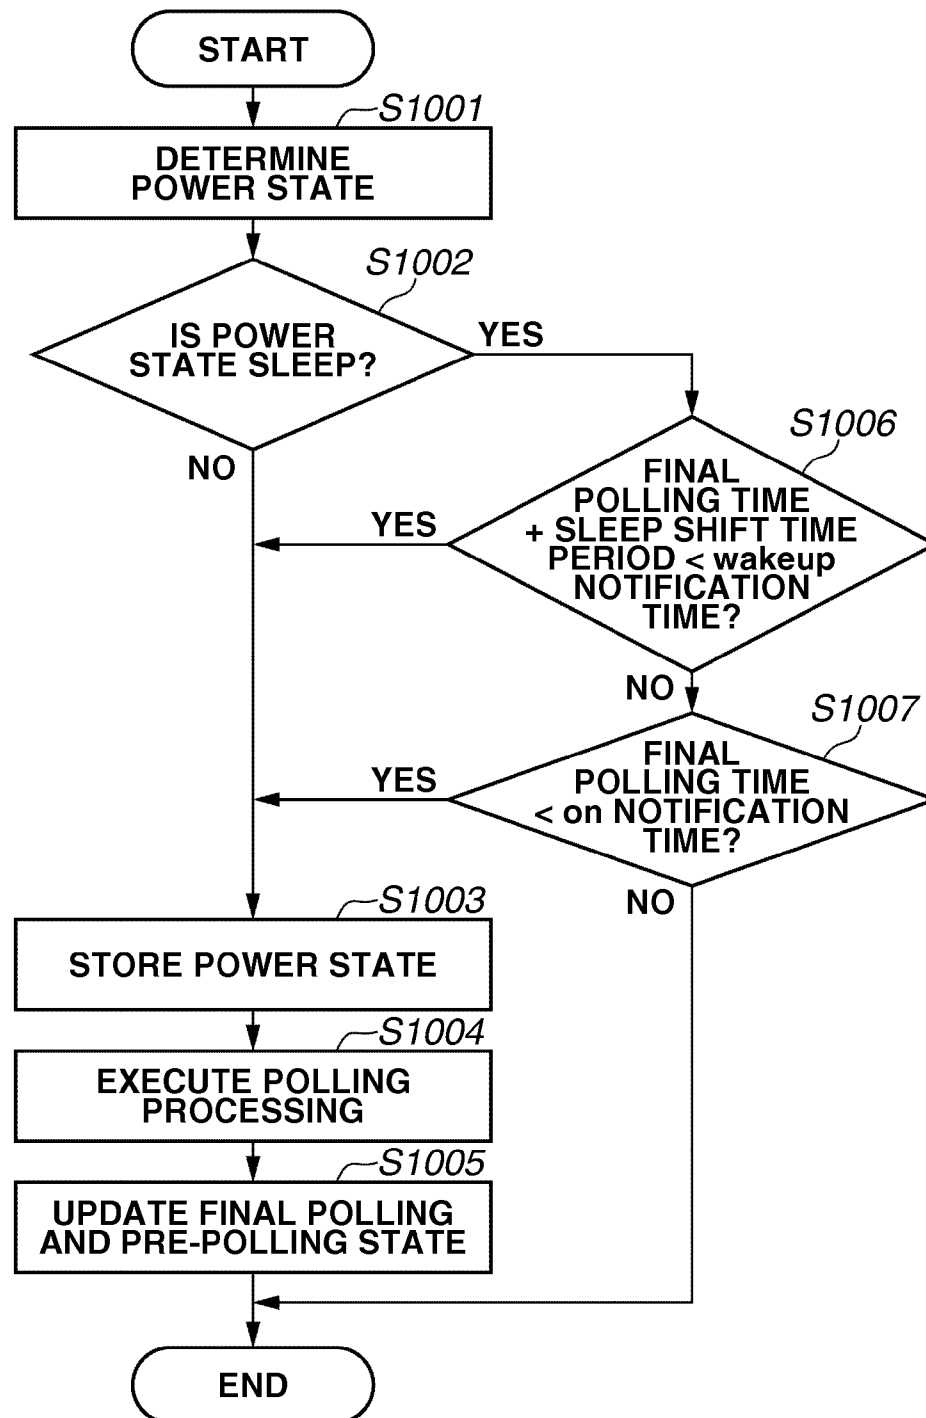 START
S1001
DETERMINE
POWER STATE
S1002
IS POWER
STATE SLEEP?
YES
NO
S1006
FINAL
POLLING TIME
+ SLEEP SHIFT TIME
PERIOD < wakeup
NOTIFICATION
TIME?
YES
NO
S1007
FINAL
POLLING TIME
< on NOTIFICATION
TIME?
YES
NO
S1003
STORE POWER STATE
S1004
EXECUTE POLLING
PROCESSING
S1005
UPDATE FINAL POLLING
AND PRE-POLLING STATE
END